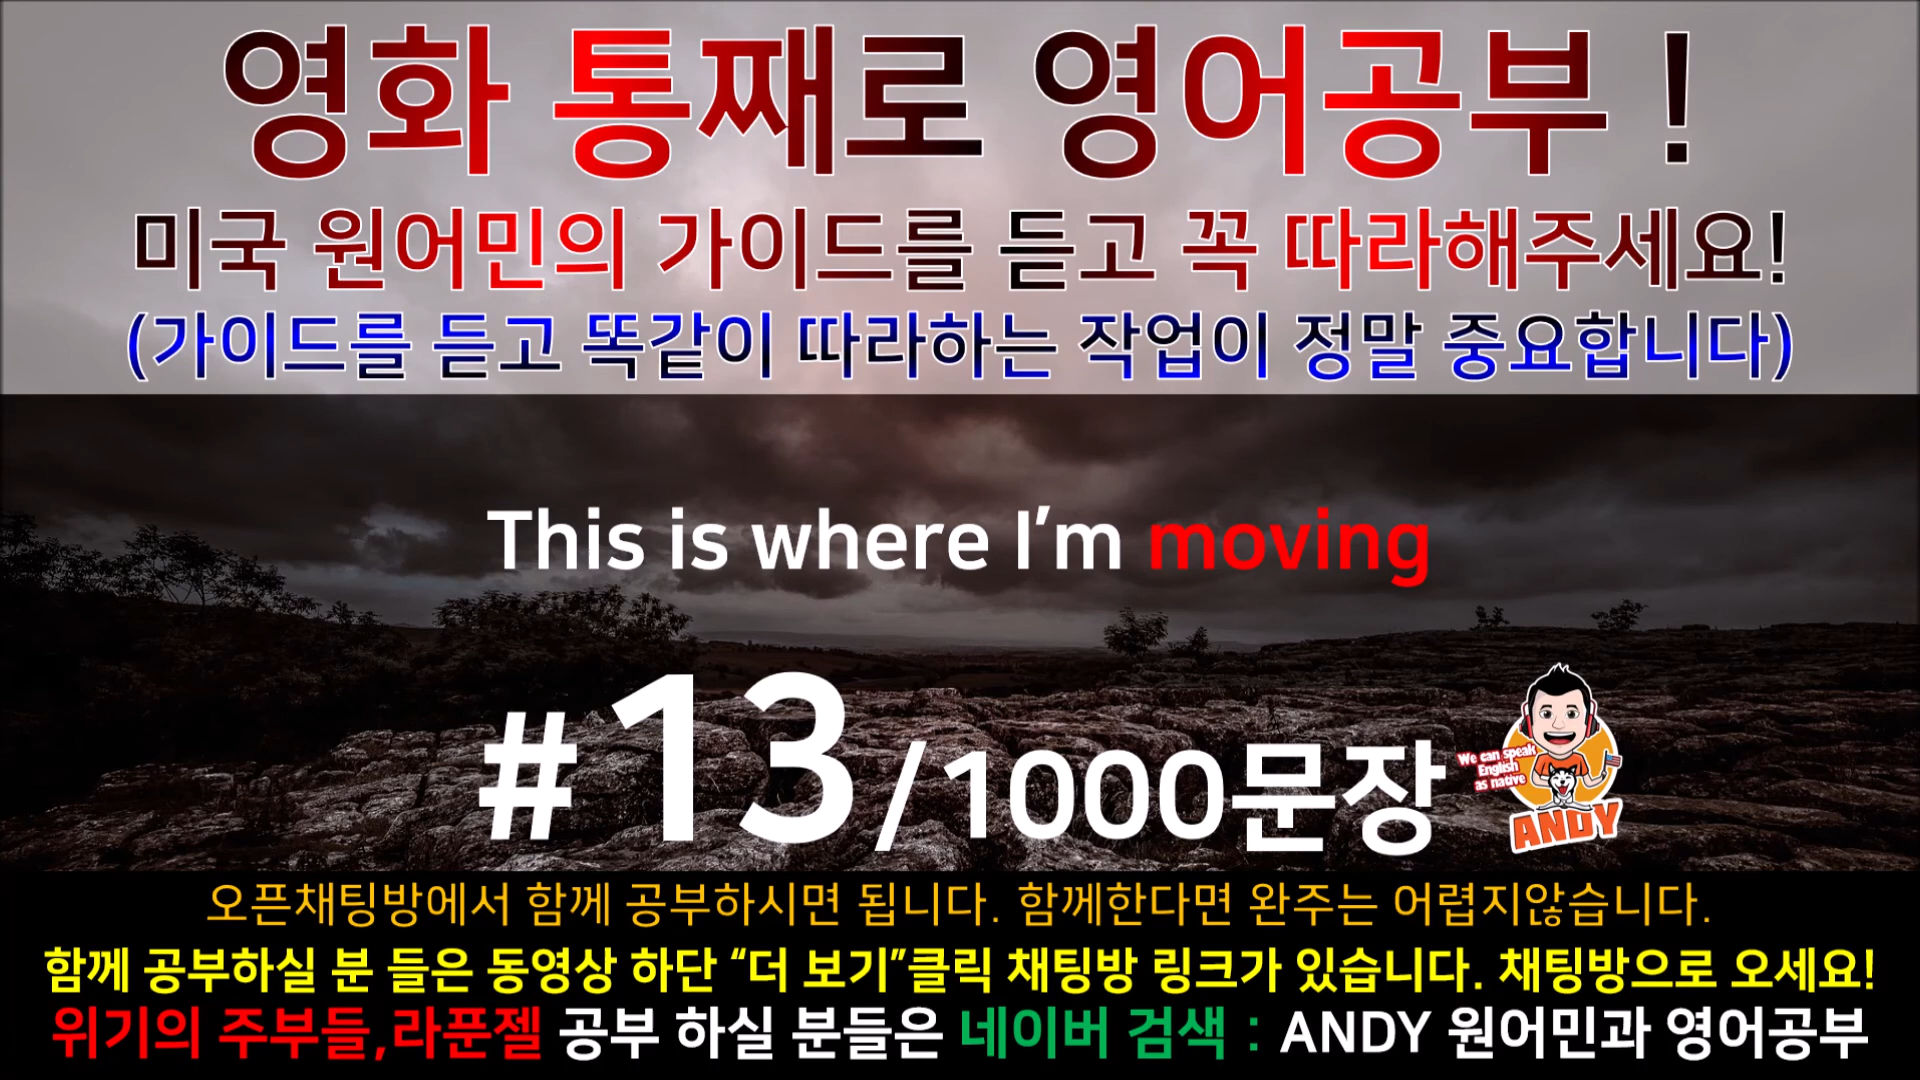 영화 통째로 영어공부 !
미국 원어민의 가이드를 듣고 꼭 따라해주세요!
(가이드를 듣고 똑같이 따라하는 작업이 정말 중요합니다)
This is where I’m moving
#13/1000문장
We can speak
English
as native
ANDY
오픈채팅방에서 함께 공부하시면 됩니다. 함께한다면 완주는 어렵지않습니다.
함께 공부하실 분 들은 동영상 하단 “더 보기”클릭 채팅방 링크가 있습니다. 채팅방으로 오세요!
위기의 주부들,라푼젤 공부 하실 분들은 네이버 검색 : ANDY 원어민과 영어공부